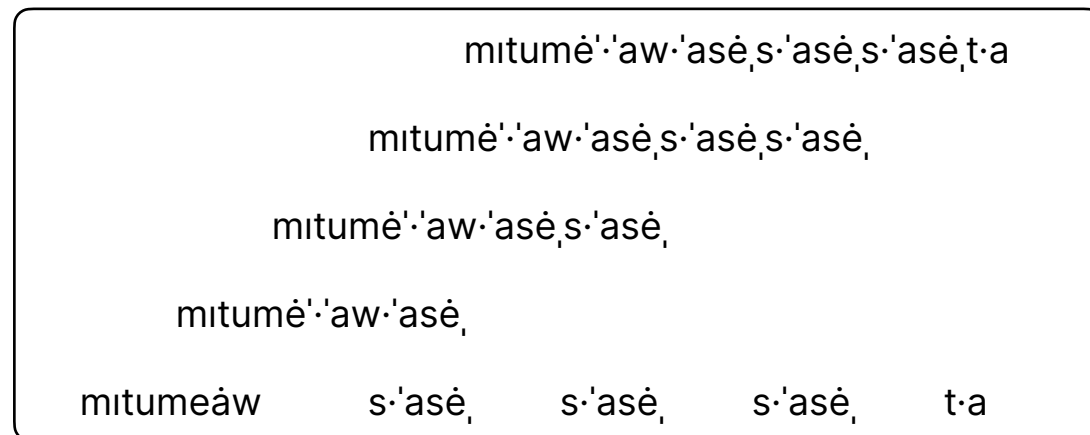 mıtumė'·'aw·'asė ̩s·'asė ̩s·'asė ̩t·a
mıtumė'·'aw·'asė ̩s·'asė ̩s·'asė ̩
mıtumė'·'aw·'asė ̩s·'asė ̩
mıtumė'·'aw·'asė ̩
mıtumeȧw s·'asė ̩ s·'asė ̩ s·'asė ̩ t·a